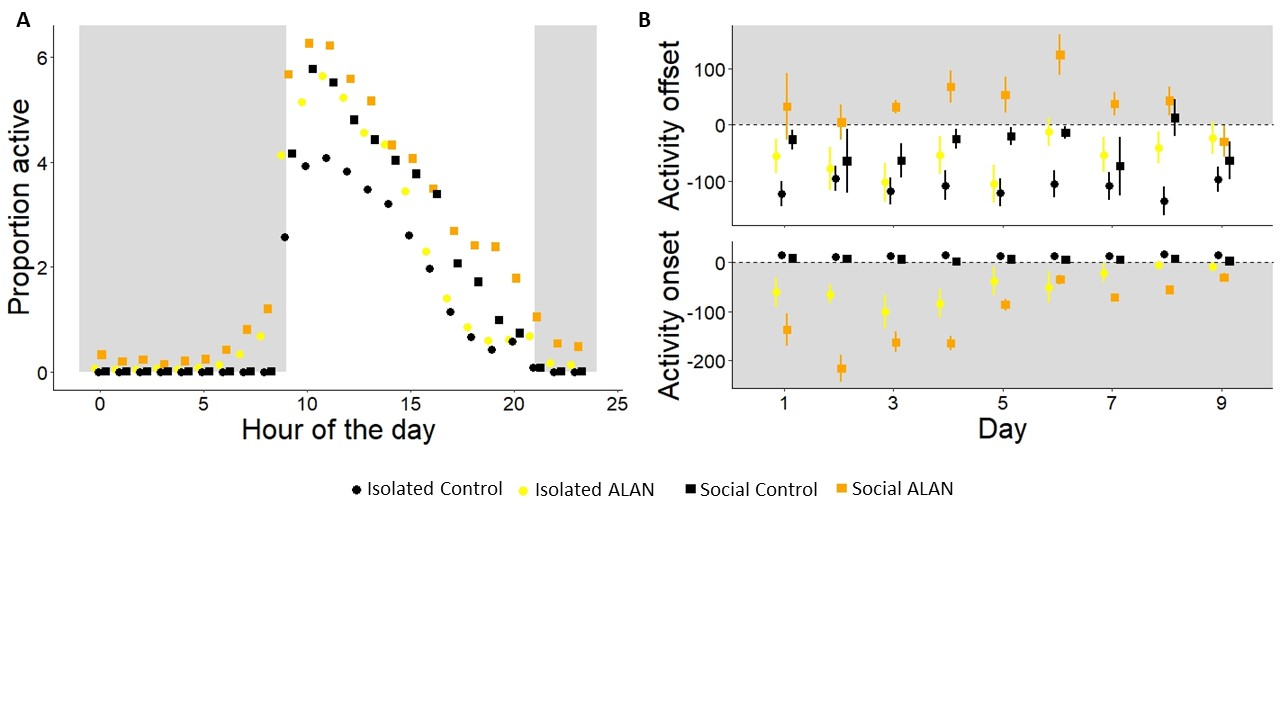 A
Proportion active
6
4
2
0
0 5 10 15 20 25
Hour of the day
B
Activity offset
100
0
-100
Activity onset
0
-100
-200
1 3 5 7 9
Day
Isolated Control Isolated ALAN Social Control Social ALAN